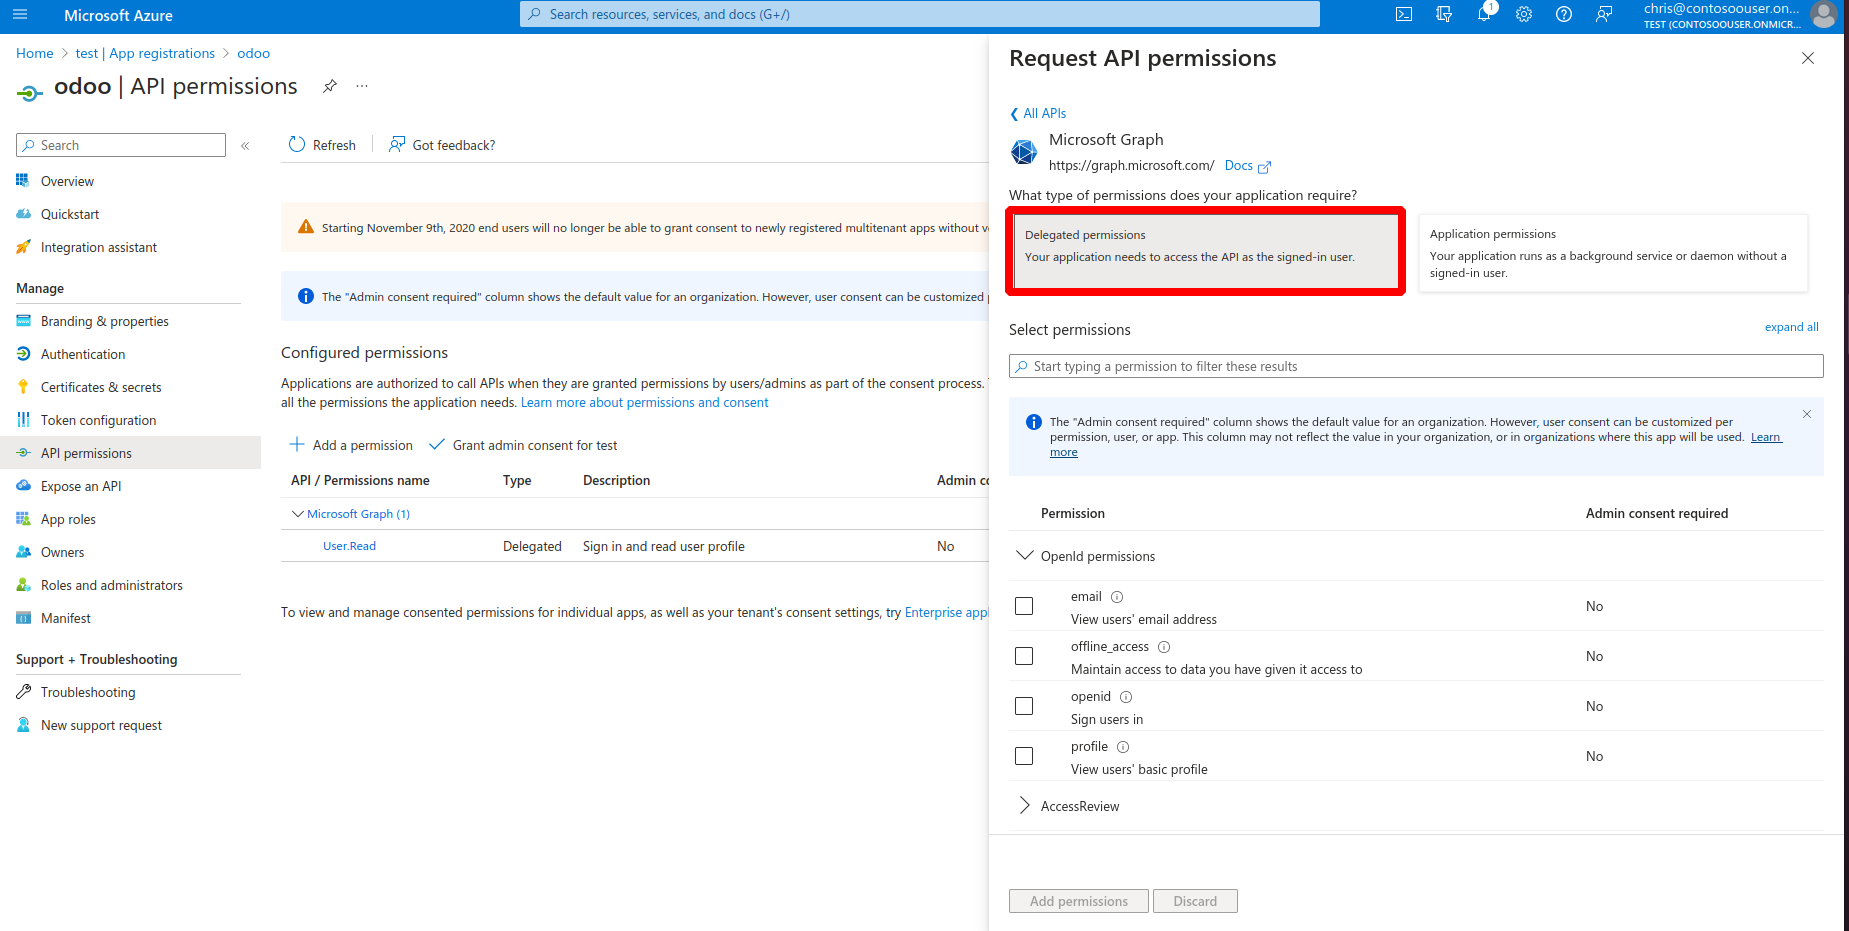 Microsoft Azure
Search resources, services, and docs (G+/)
1
chris@contosoouser.on...
TEST (CONTOSOOUSER.ONMICR...
Home > test | App registrations > odoo
odoo | API permissions
...
Search
«
Overview
Quickstart
Integration assistant
Manage
Branding & properties
Authentication
Certificates & secrets
Token configuration
API permissions
Expose an API
App roles
Owners
Roles and administrators
Manifest
Support + Troubleshooting
Troubleshooting
New support request
Refresh
Got feedback?
Starting November 9th, 2020 end users will no longer be able to grant consent to newly registered multitenant apps without v
The "Admin consent required" column shows the default value for an organization. However, user consent can be customized p
Configured permissions
Applications are authorized to call APIs when they are granted permissions by users/admins as part of the consent process.
all the permissions the application needs. Learn more about permissions and consent
Add a permission
Grant admin consent for test
API / Permissions name Type Description Admin co
Microsoft Graph (1)
User.Read Delegated Sign in and read user profile No
To view and manage consented permissions for individual apps, as well as your tenant's consent settings, try Enterprise appl
Request API permissions
All APIs
Microsoft Graph
https://graph.microsoft.com/ Docs
What type of permissions does your application require?
Delegated permissions
Your application needs to access the API as the signed-in user.
Application permissions
Your application runs as a background service or daemon without a
signed-in user.
Select permissions
expand all
Start typing a permission to filter these results
The "Admin consent required" column shows the default value for an organization. However, user consent can be customized per
permission, user, or app. This column may not reflect the value in your organization, or in organizations where this app will be used. Learn
more
Permission Admin consent required
OpenId permissions
email
View users' email address
No
offline_access
Maintain access to data you have given it access to
No
openid
Sign users in
No
profile
View users' basic profile
No
AccessReview
Add permissions
Discard